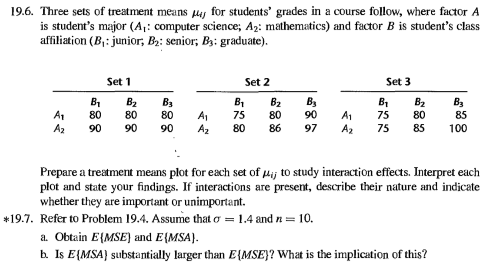 19.6. Three sets of treatment means μij for students' grades in a course follow, where factor A
is student's major (A1: computer science; A2: mathematics) and factor B is student's class
affiliation (B1: junior; B2: senior; B3: graduate).
Set 1 Set 2 Set 3
B1 B2 B3 B1 B2 B3 B1 B2 B3
A1 80 80 80 A1 75 80 90 A1 75 80 85
A2 90 90 90 A2 80 86 97 A2 75 85 100
Prepare a treatment means plot for each set of μij to study interaction effects. Interpret each
plot and state your findings. If interactions are present, describe their nature and indicate
whether they are important or unimportant.
*19.7. Refer to Problem 19.4. Assume that σ = 1.4 and n = 10.
a. Obtain E{MSE} and E{MSA}.
b. Is E{MSA} substantially larger than E{MSE}? What is the implication of this?